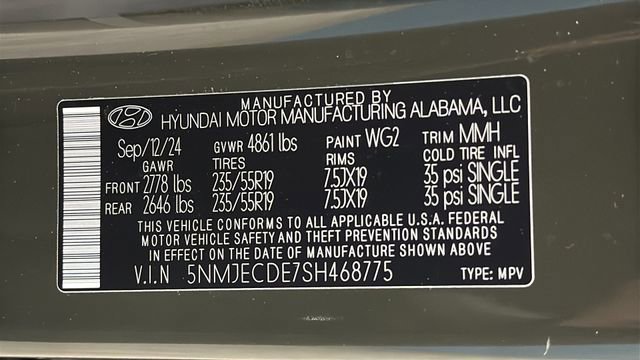 MANUFACTURED BY
HYUNDAI MOTOR MANUFACTURING ALABAMA, LLC
Sep/12/24 GVWR 4861 lbs PAINT WG2 TRIM MMH
GAWR TIRES RIMS COLD TIRE INFL
FRONT 2778 lbs 235/55R19 7.5JX19 35 psi SINGLE
REAR 2646 lbs 235/55R19 7.5JX19 35 psi SINGLE
THIS VEHICLE CONFORMS TO ALL APPLICABLE U.S.A. FEDERAL
MOTOR VEHICLE SAFETY AND THEFT PREVENTION STANDARDS
IN EFFECT ON THE DATE OF MANUFACTURE SHOWN ABOVE
V.I.N 5NMJECDE7SH468775 TYPE: MPV